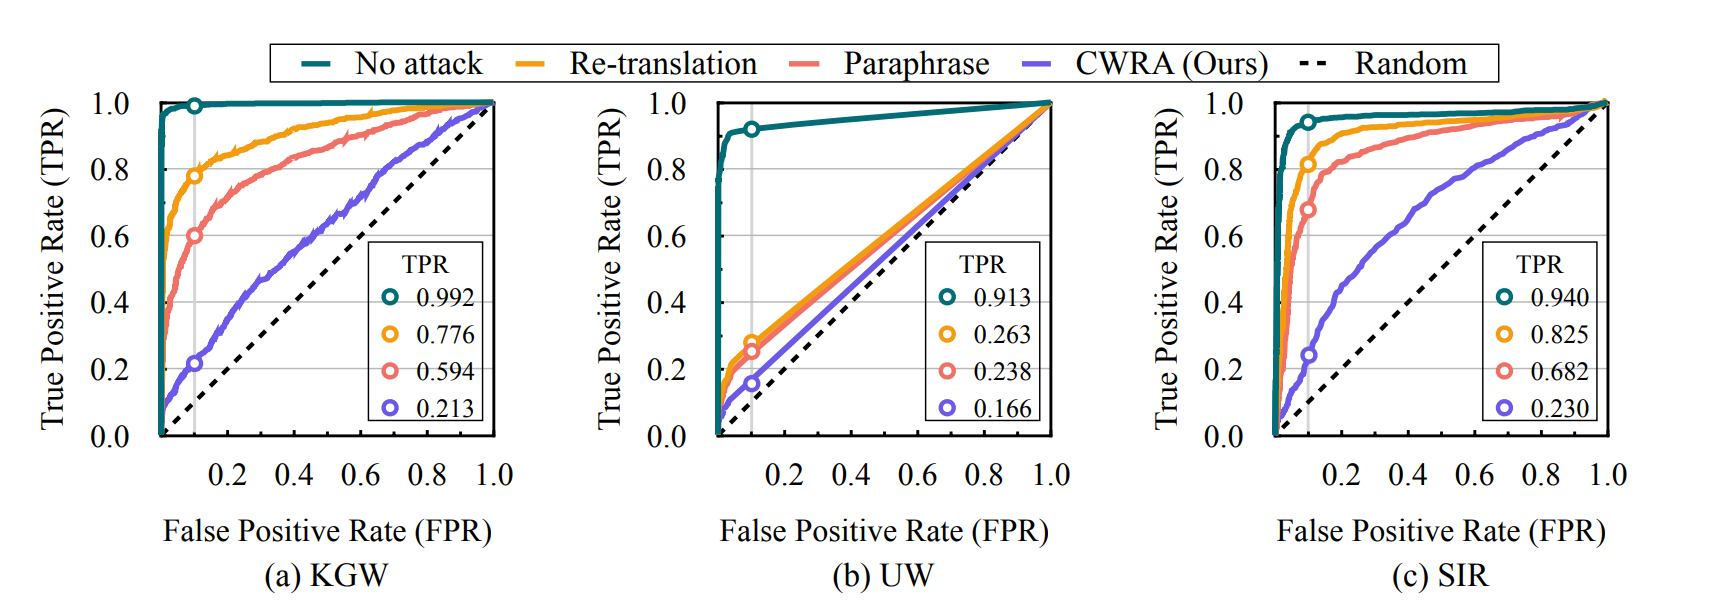 No attack Re-translation Paraphrase CWRA (Ours) Random
True Positive Rate (TPR)
1.0
0.8
0.6
0.4
0.2
0.0
TPR
0.992
0.776
0.594
0.213
0.2 0.4 0.6 0.8 1.0
False Positive Rate (FPR)
(a) KGW
True Positive Rate (TPR)
1.0
0.8
0.6
0.4
0.2
0.0
TPR
0.913
0.263
0.238
0.166
0.2 0.4 0.6 0.8 1.0
False Positive Rate (FPR)
(b) UW
True Positive Rate (TPR)
1.0
0.8
0.6
0.4
0.2
0.0
TPR
0.940
0.825
0.682
0.230
0.2 0.4 0.6 0.8 1.0
False Positive Rate (FPR)
(c) SIR